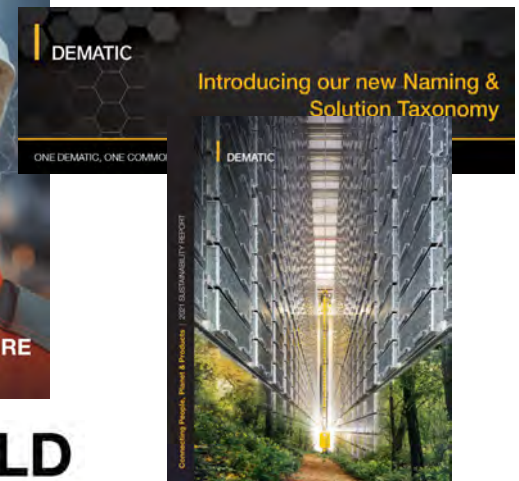 DEMATIC
Introducing our new Naming &
Solution Taxonomy
ONE DEMATIC, ONE COMMO
DEMATIC
Connecting People, Planet & Products | 2021 SUSTAINABILITY REPORT
RE
LD